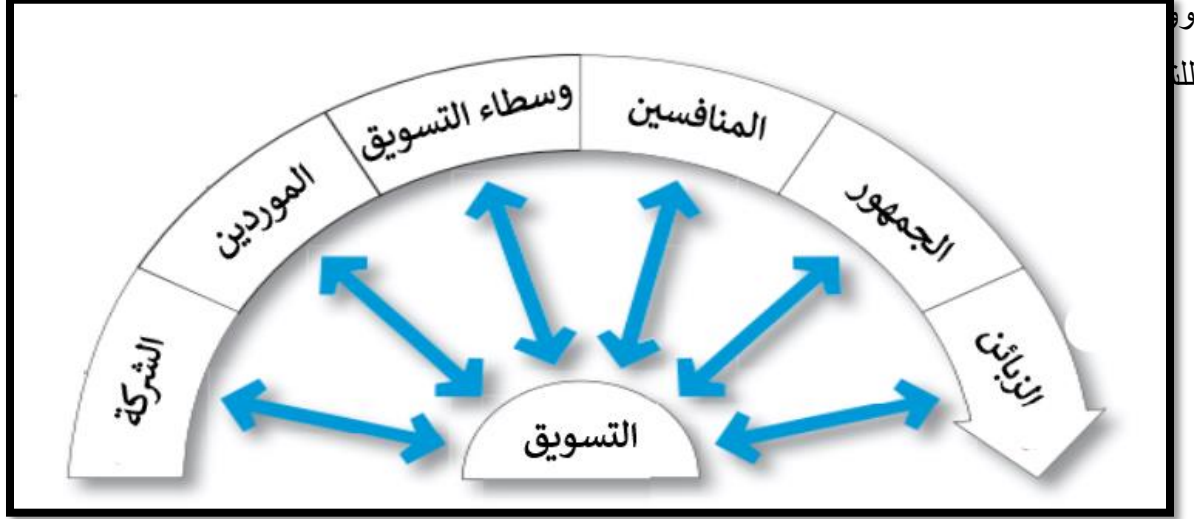 وسطاء التسويق
المنافسين
الموردين
الجمهور
الشركة
الزبائن
التسويق